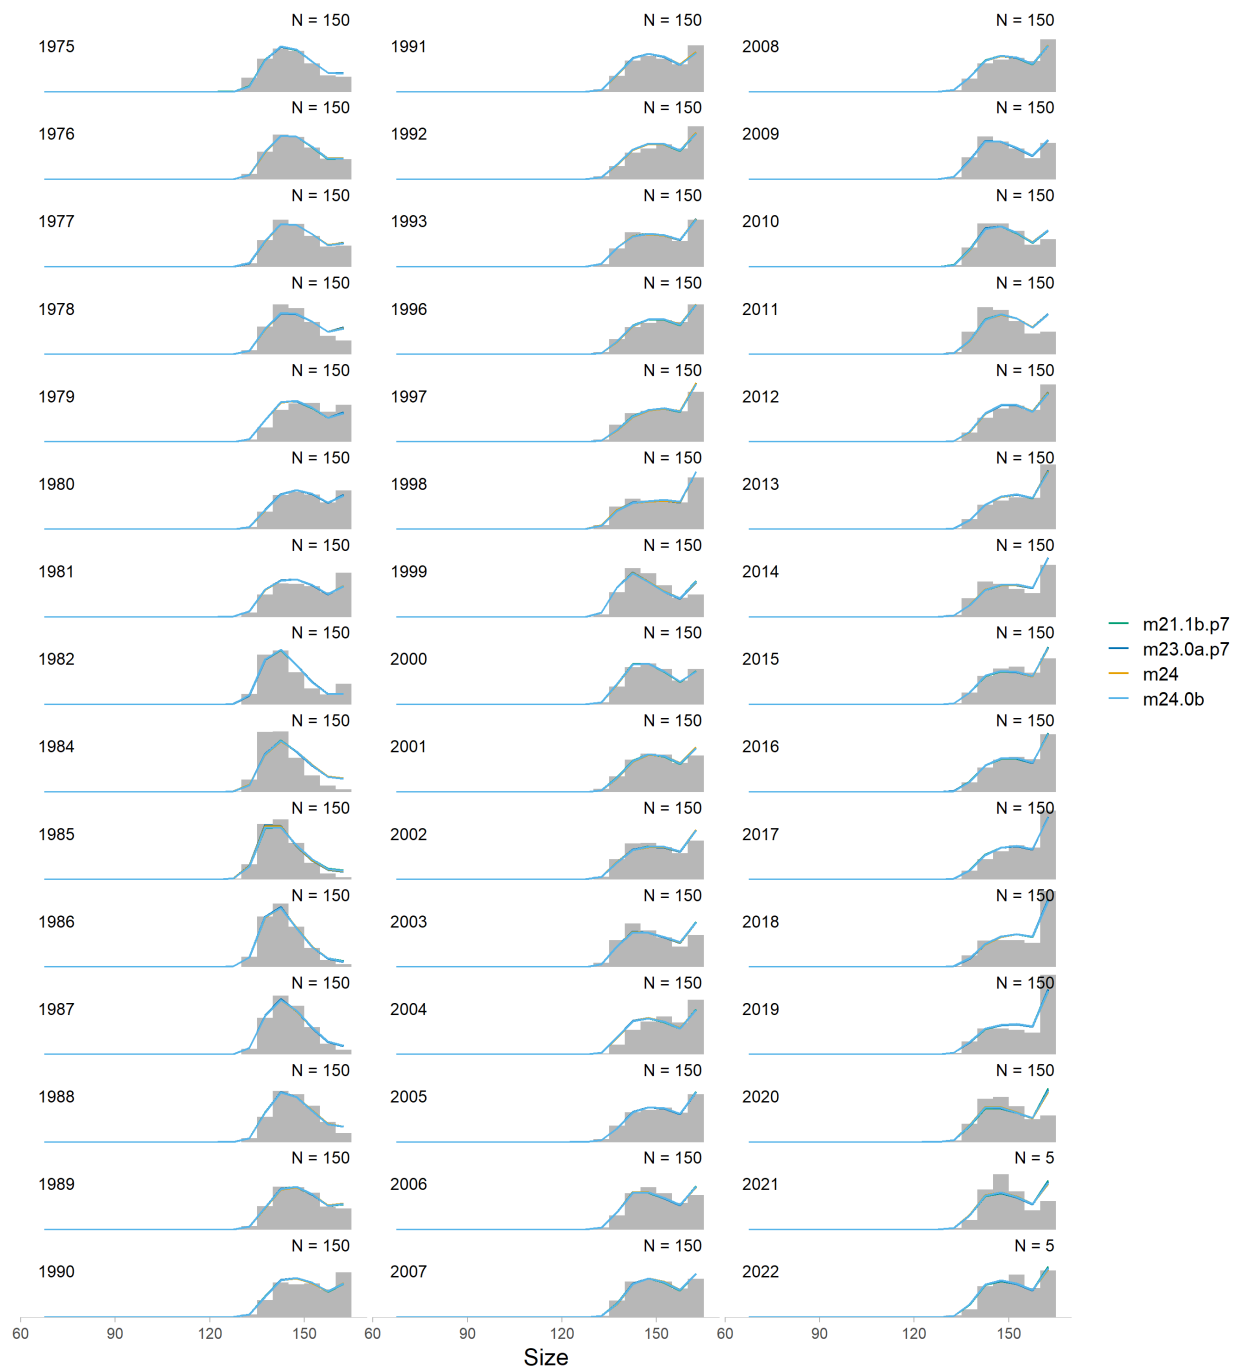 N = 150 N = 150 N = 150
1975 1991 2008
N = 150 N = 150 N = 150
1976 1992 2009
N = 150 N = 150 N = 150
1977 1993 2010
N = 150 N = 150 N = 150
1978 1996 2011
N = 150 N = 150 N = 150
1979 1997 2012
N = 150 N = 150 N = 150
1980 1998 2013
N = 150 N = 150 N = 150
1981 1999 2014
N = 150 N = 150 N = 150
1982 2000 2015
N = 150 N = 150 N = 150
1984 2001 2016
N = 150 N = 150 N = 150
1985 2002 2017
N = 150 N = 150 N = 150
1986 2003 2018
N = 150 N = 150 N = 150
1987 2004 2019
N = 150 N = 150 N = 150
1988 2005 2020
N = 150 N = 150 N = 5
1989 2006 2021
N = 150 N = 150 N = 5
1990 2007 2022
60 90 120 150 60 90 120 150 60 90 120 150
Size
m21.1b.p7
m23.0a.p7
m24
m24.0b